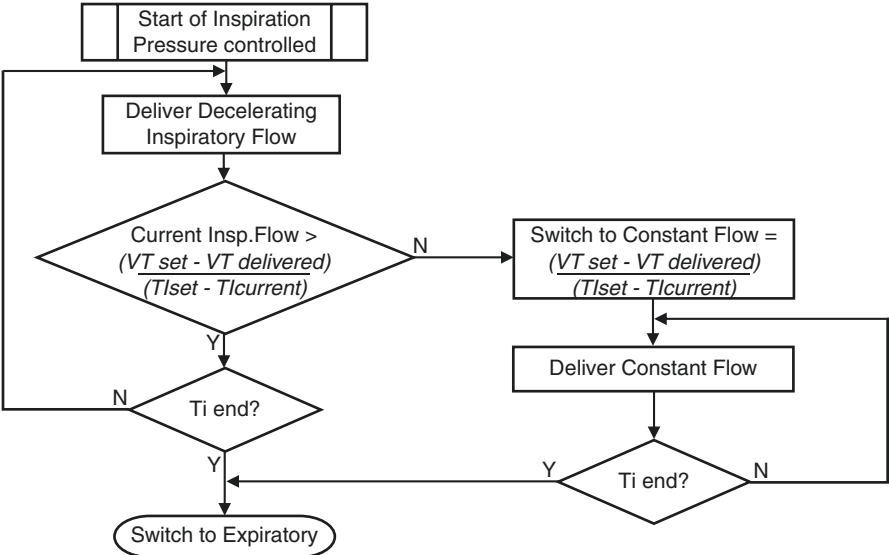 Start of Inspiration
Pressure controlled
Deliver Decelerating
Inspiratory Flow
Current Insp.Flow >
(VT set - VT delivered)
(TIset - TIcurrent)
N
Switch to Constant Flow =
(VT set - VT delivered)
(TIset - TIcurrent)
Y
Deliver Constant Flow
N
Ti end?
Y
Y
Ti end?
N
Switch to Expiratory